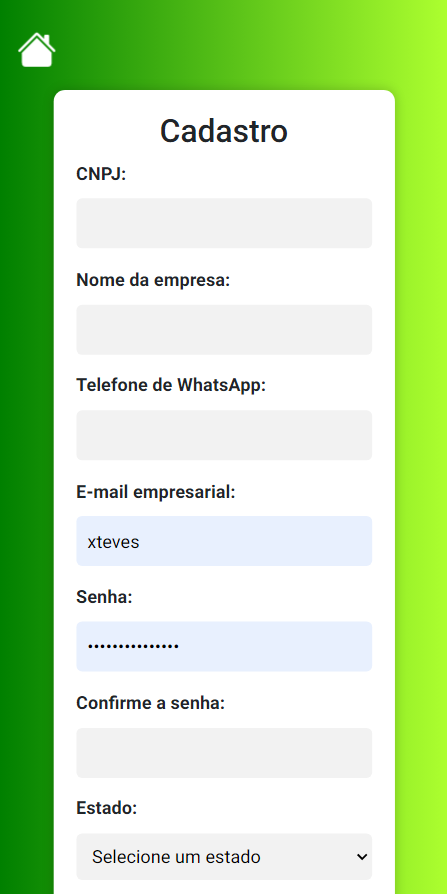 Cadastro
CNPJ:
Nome da empresa:
Telefone de WhatsApp:
E-mail empresarial:
xteves
Senha:
•••••••••••••••
Confirme a senha:
Estado:
Selecione um estado